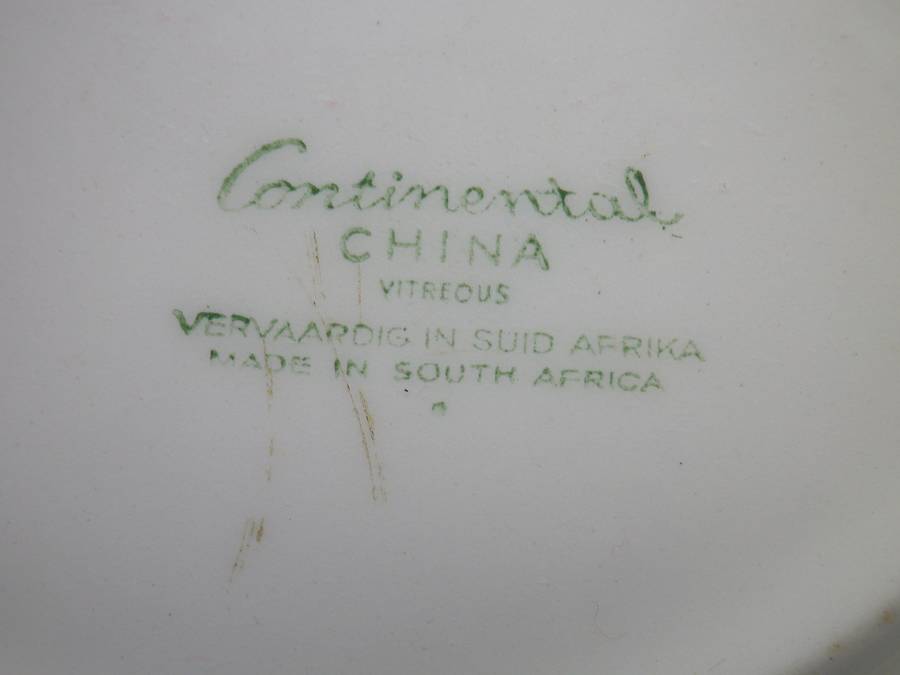 Continental
CHINA
VITREOUS
VERVAARDIG IN SUID AFRIKA
MADE IN SOUTH AFRICA